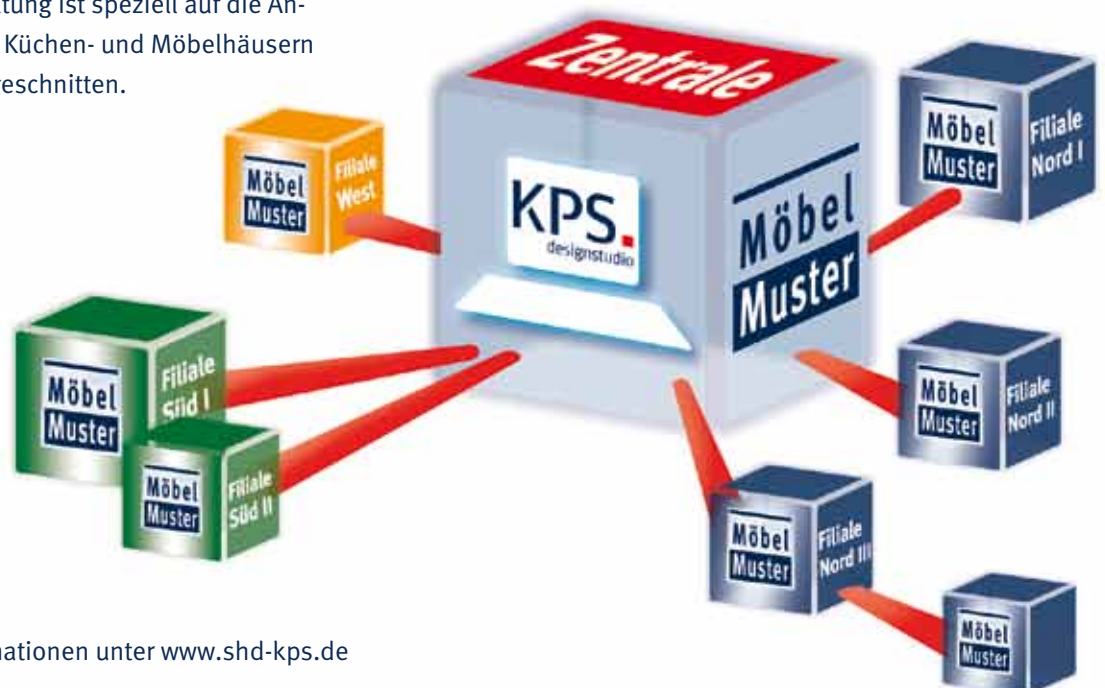 tung ist speziell auf die An-
Küchen- und Möbelhäusern
eschnitten.
Zentrale
KPS.
designstudio
Möbel
Muster
Möbel
Muster
Filiale
West
Möbel
Muster
Filiale
Nord I
Möbel
Muster
Filiale
Süd I
Möbel
Muster
Filiale
Süd II
Möbel
Muster
Filiale
Nord II
Möbel
Muster
Filiale
Nord III
Möbel
Muster
nationen unter www.shd-kps.de